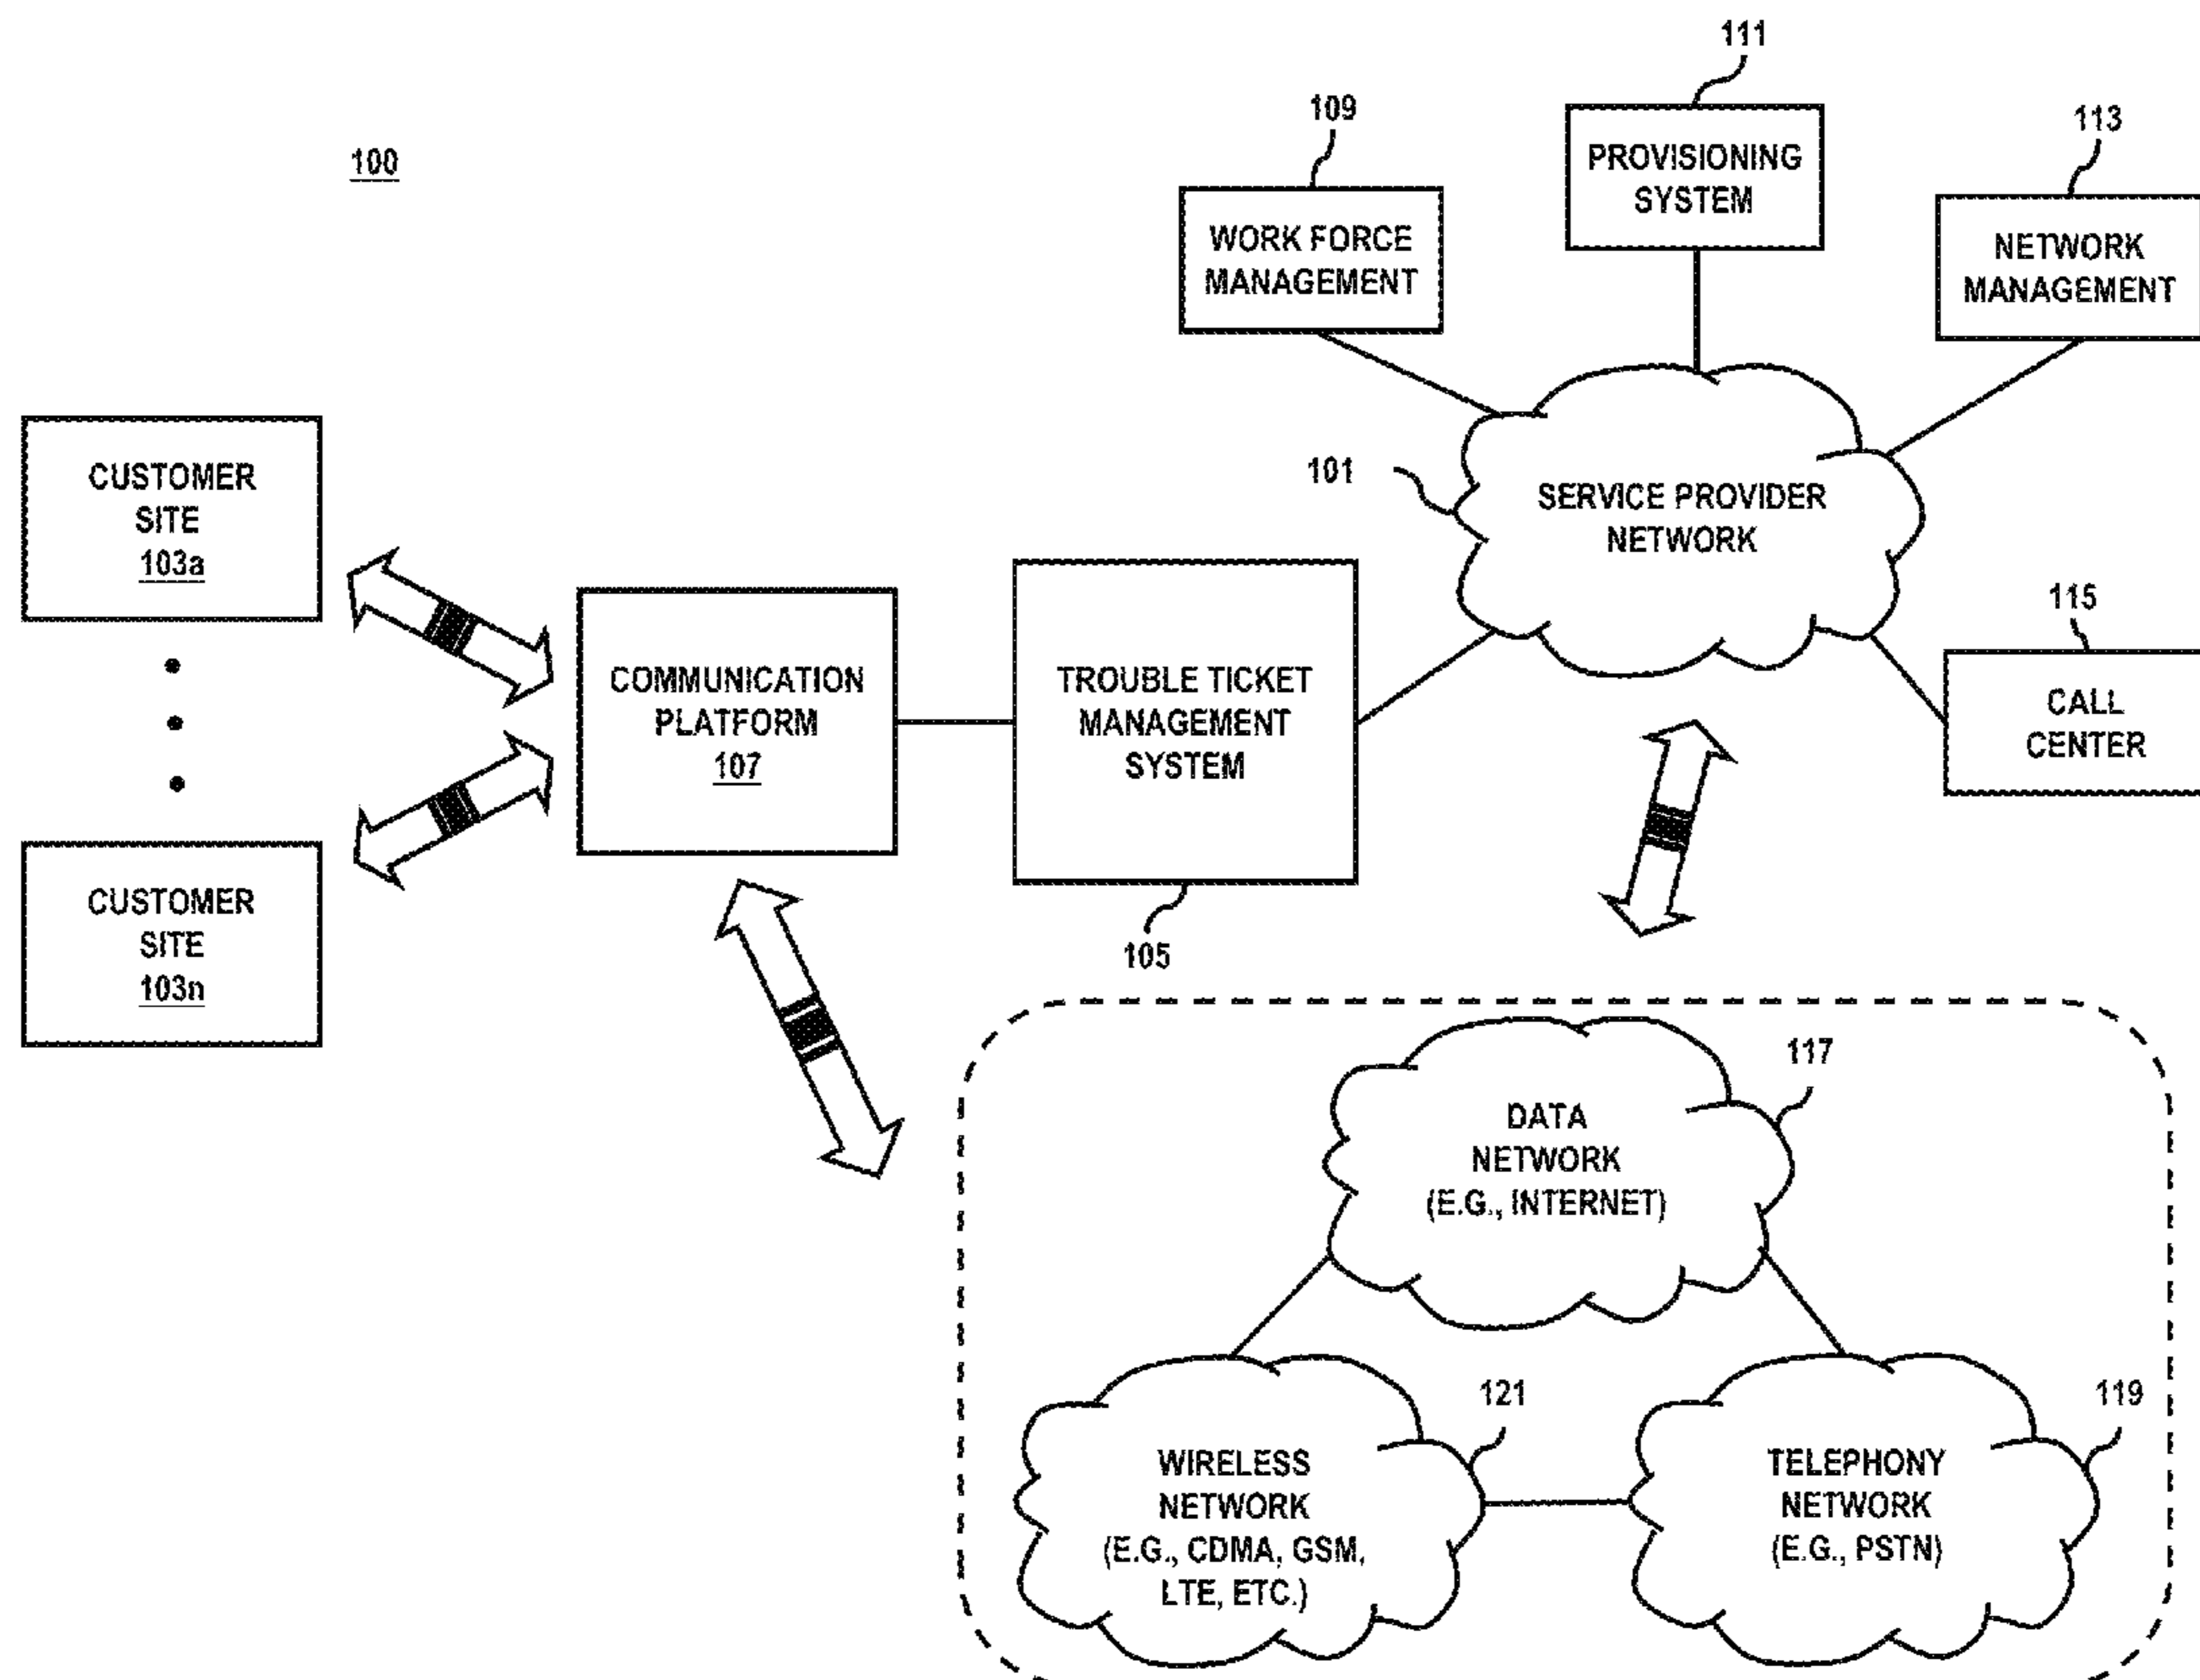 100
111
109
113
PROVISIONING
SYSTEM
WORK FORCE
MANAGEMENT
NETWORK
MANAGEMENT
101
SERVICE PROVIDER
NETWORK
CUSTOMER
SITE
103a
115
CALL
CENTER
COMMUNICATION
PLATFORM
107
TROUBLE TICKET
MANAGEMENT
SYSTEM
105
CUSTOMER
SITE
103n
117
DATA
NETWORK
(E.G., INTERNET)
121
WIRELESS
NETWORK
(E.G., CDMA, GSM,
LTE, ETC.)
119
TELEPHONY
NETWORK
(E.G., PSTN)